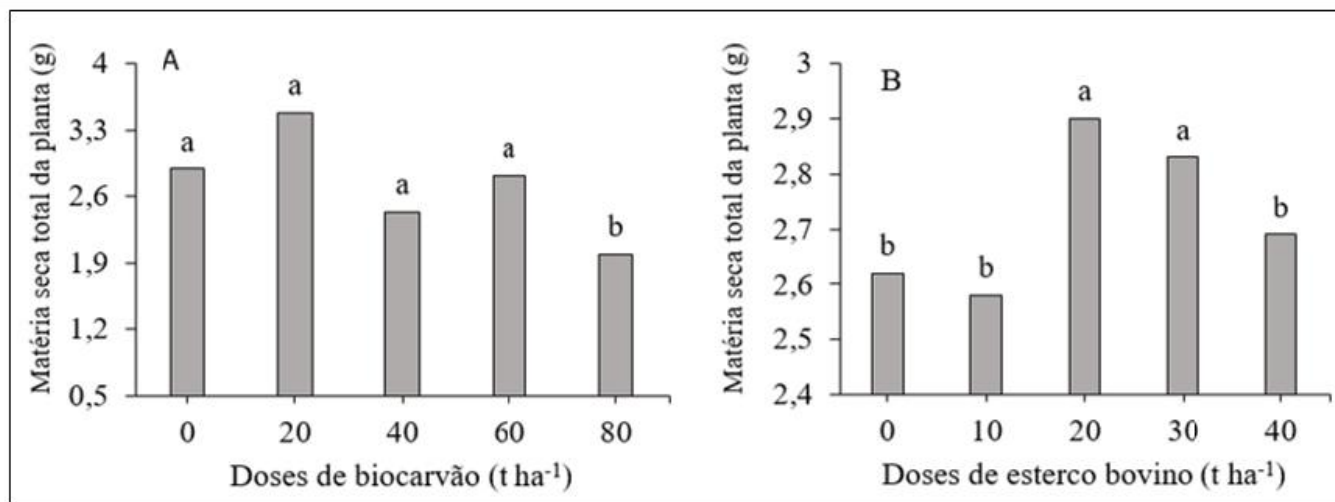 Matéria seca total da planta (g)
A
4
3,3
2,6
1,9
1,2
0,5
a
a
a
a
b
0 20 40 60 80
Doses de biocarvão (t ha-1)
Matéria seca total da planta (g)
B
3
2,9
2,8
2,7
2,6
2,5
2,4
b
b
a
a
b
0 10 20 30 40
Doses de esterco bovino (t ha-1)